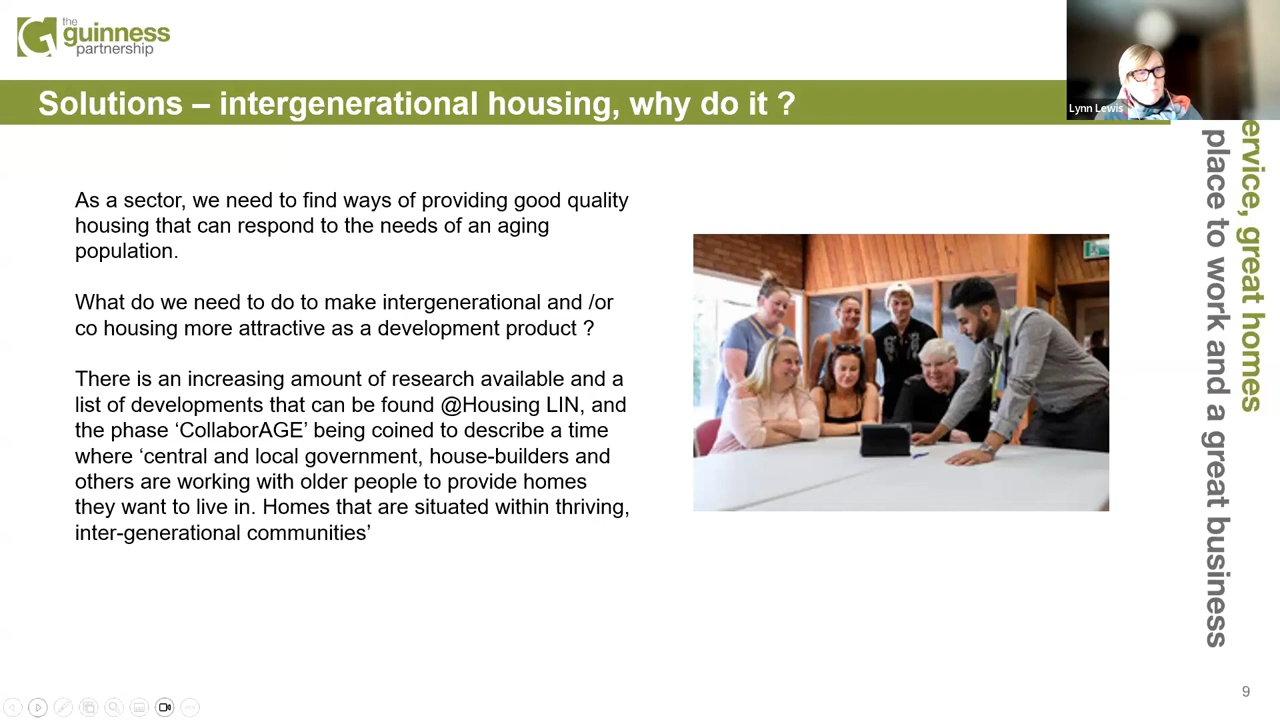 the
guinness
partnership
Solutions – intergenerational housing, why do it ?
Lynn Lewis
As a sector, we need to find ways of providing good quality
housing that can respond to the needs of an aging
population.
What do we need to do to make intergenerational and /or
co housing more attractive as a development product ?
There is an increasing amount of research available and a
list of developments that can be found @Housing LIN, and
the phase ‘CollaborAGE’ being coined to describe a time
where ‘central and local government, house-builders and
others are working with older people to provide homes
they want to live in. Homes that are situated within thriving,
inter-generational communities’
ervice, great homes
place to work and a great business
9